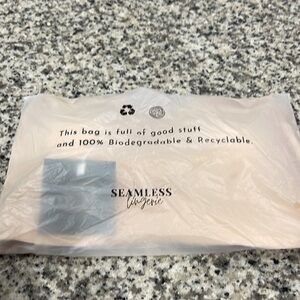 This bag is full of good stuff
and 100% Biodegradable & Recyclable.
SEAMLESS
lingerie